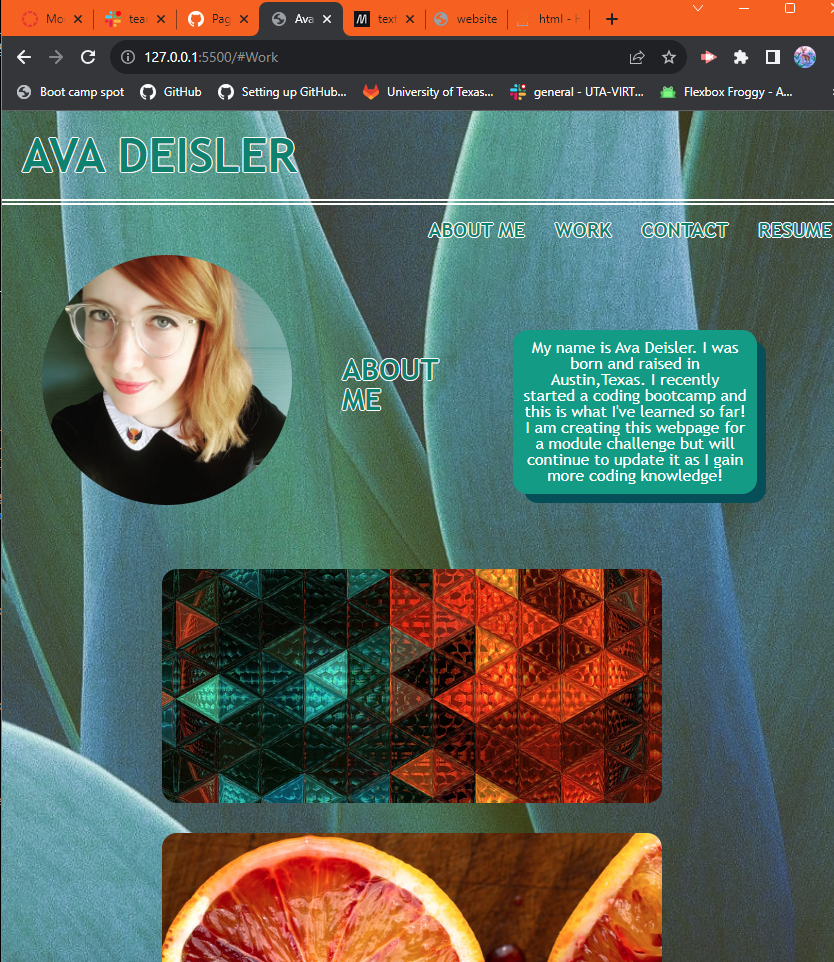 Mo
tea
Pag
Ava
text
website
html - H
127.0.0.1:5500/#Work
Boot camp spot
GitHub
Setting up GitHub...
University of Texas...
general - UTA-VIRT...
Flexbox Froggy - A...
AVA DEISLER
ABOUT ME
WORK
CONTACT
RESUME
ABOUT
ME
My name is Ava Deisler. I was
born and raised in
Austin,Texas. I recently
started a coding bootcamp and
this is what I've learned so far!
I am creating this webpage for
a module challenge but will
continue to update it as I gain
more coding knowledge!